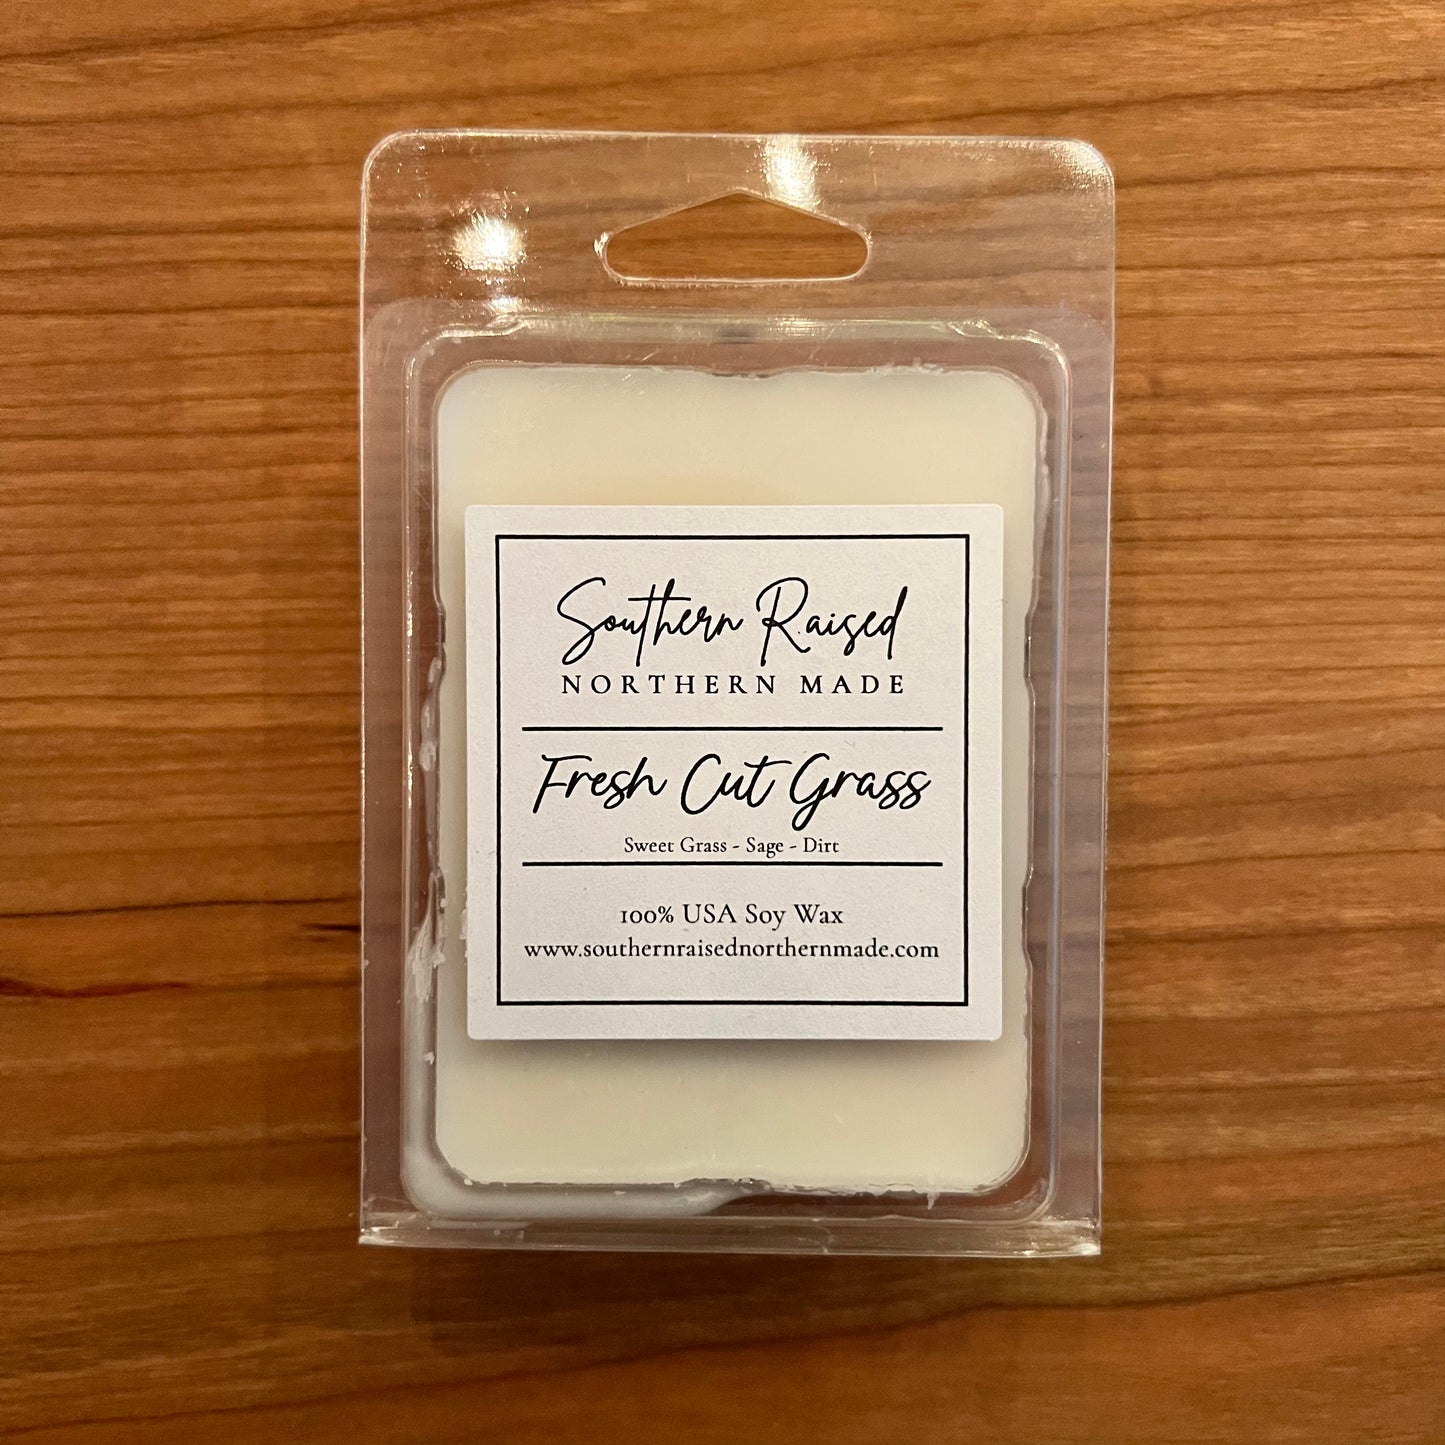 Southern Raised
NORTHERN MADE
Fresh Cut Grass
Sweet Grass - Sage - Dirt
100% USA Soy Wax
www.southernraisednorthernmade.com